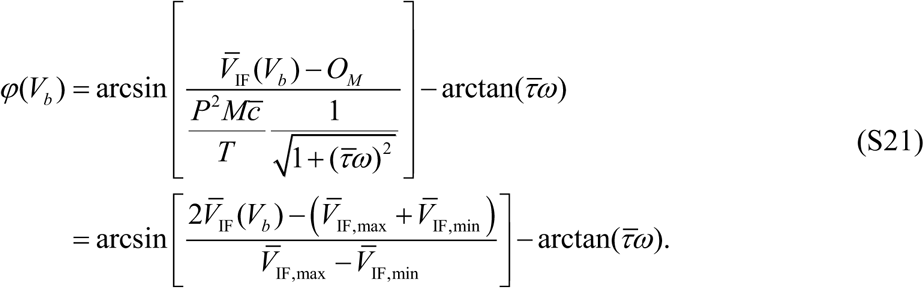 φ(V_b) = arcsin[ (V̄_IF(V_b) − O_M) / ( (P²Mc̄ / T) (1 / √(1 + (τ̄ω)²)) ) ] − arctan(τ̄ω)
(S21)
= arcsin[ (2V̄_IF(V_b) − (V̄_IF,max + V̄_IF,min)) / (V̄_IF,max − V̄_IF,min) ] − arctan(τ̄ω).